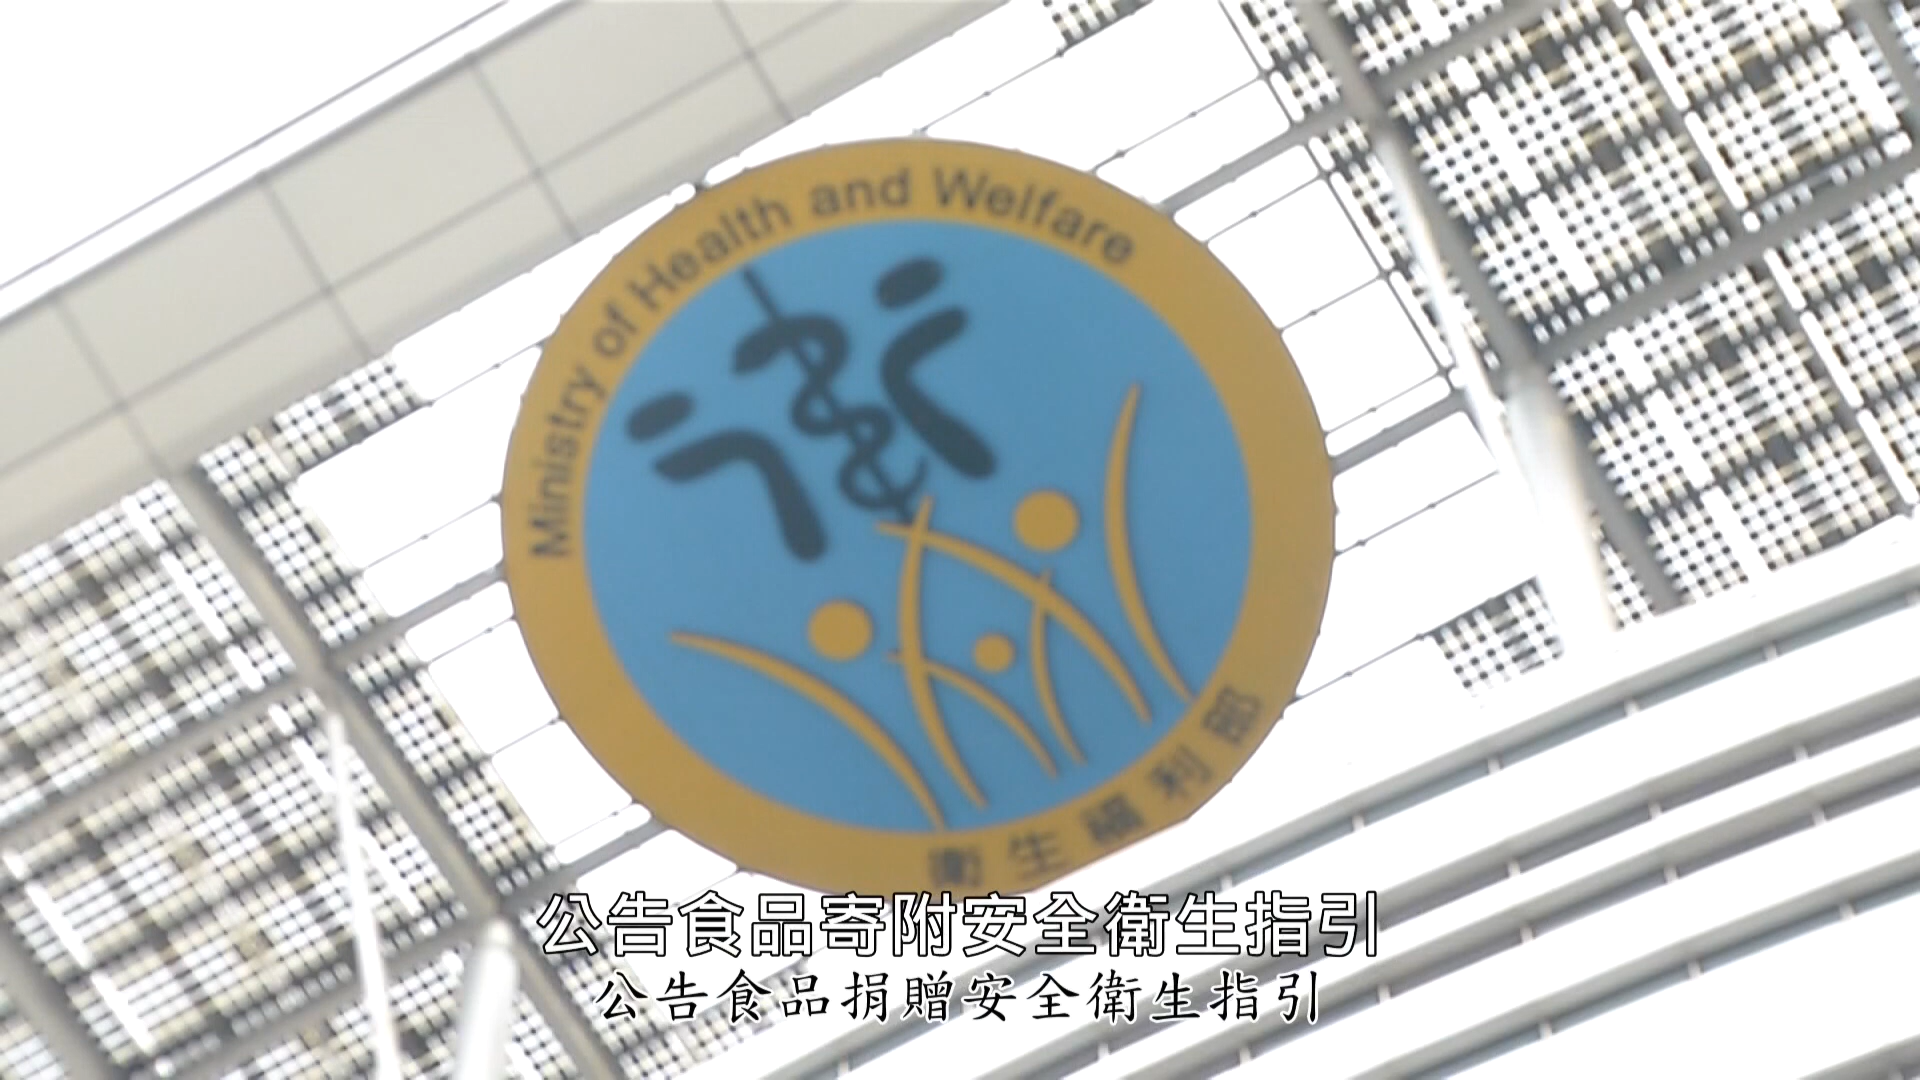 Ministry of Health and Welfare
衛
衛生福利部
公告食品寄附安全衛生指引
公告食品捐贈安全衛生指引